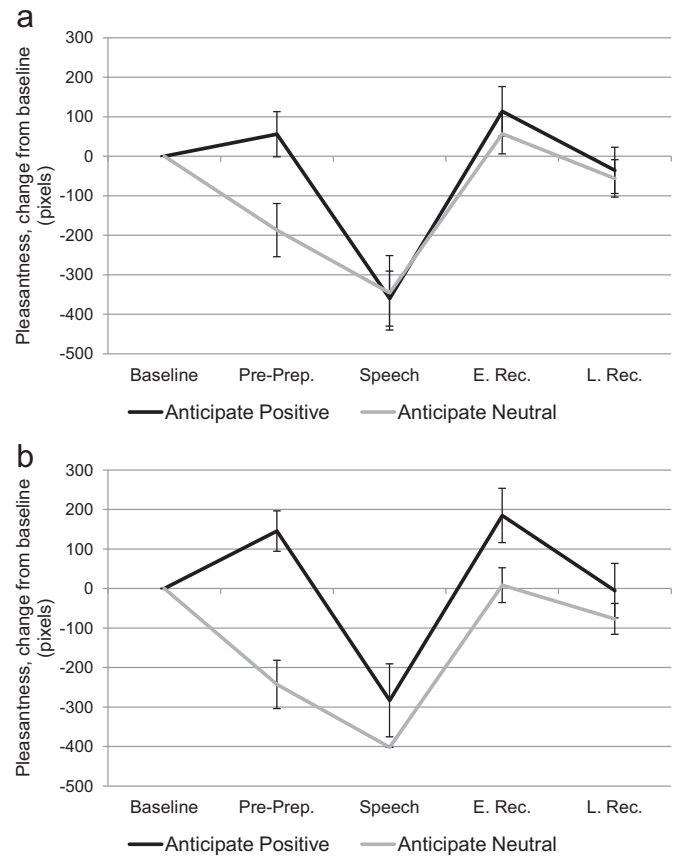 a
300
200
100
0
-100
-200
-300
-400
-500
Pleasantness, change from baseline
(pixels)
Baseline Pre-Prep. Speech E. Rec. L. Rec.
Anticipate Positive Anticipate Neutral
b
300
200
100
0
-100
-200
-300
-400
-500
Pleasantness, change from baseline
(pixels)
Baseline Pre-Prep. Speech E. Rec. L. Rec.
Anticipate Positive Anticipate Neutral